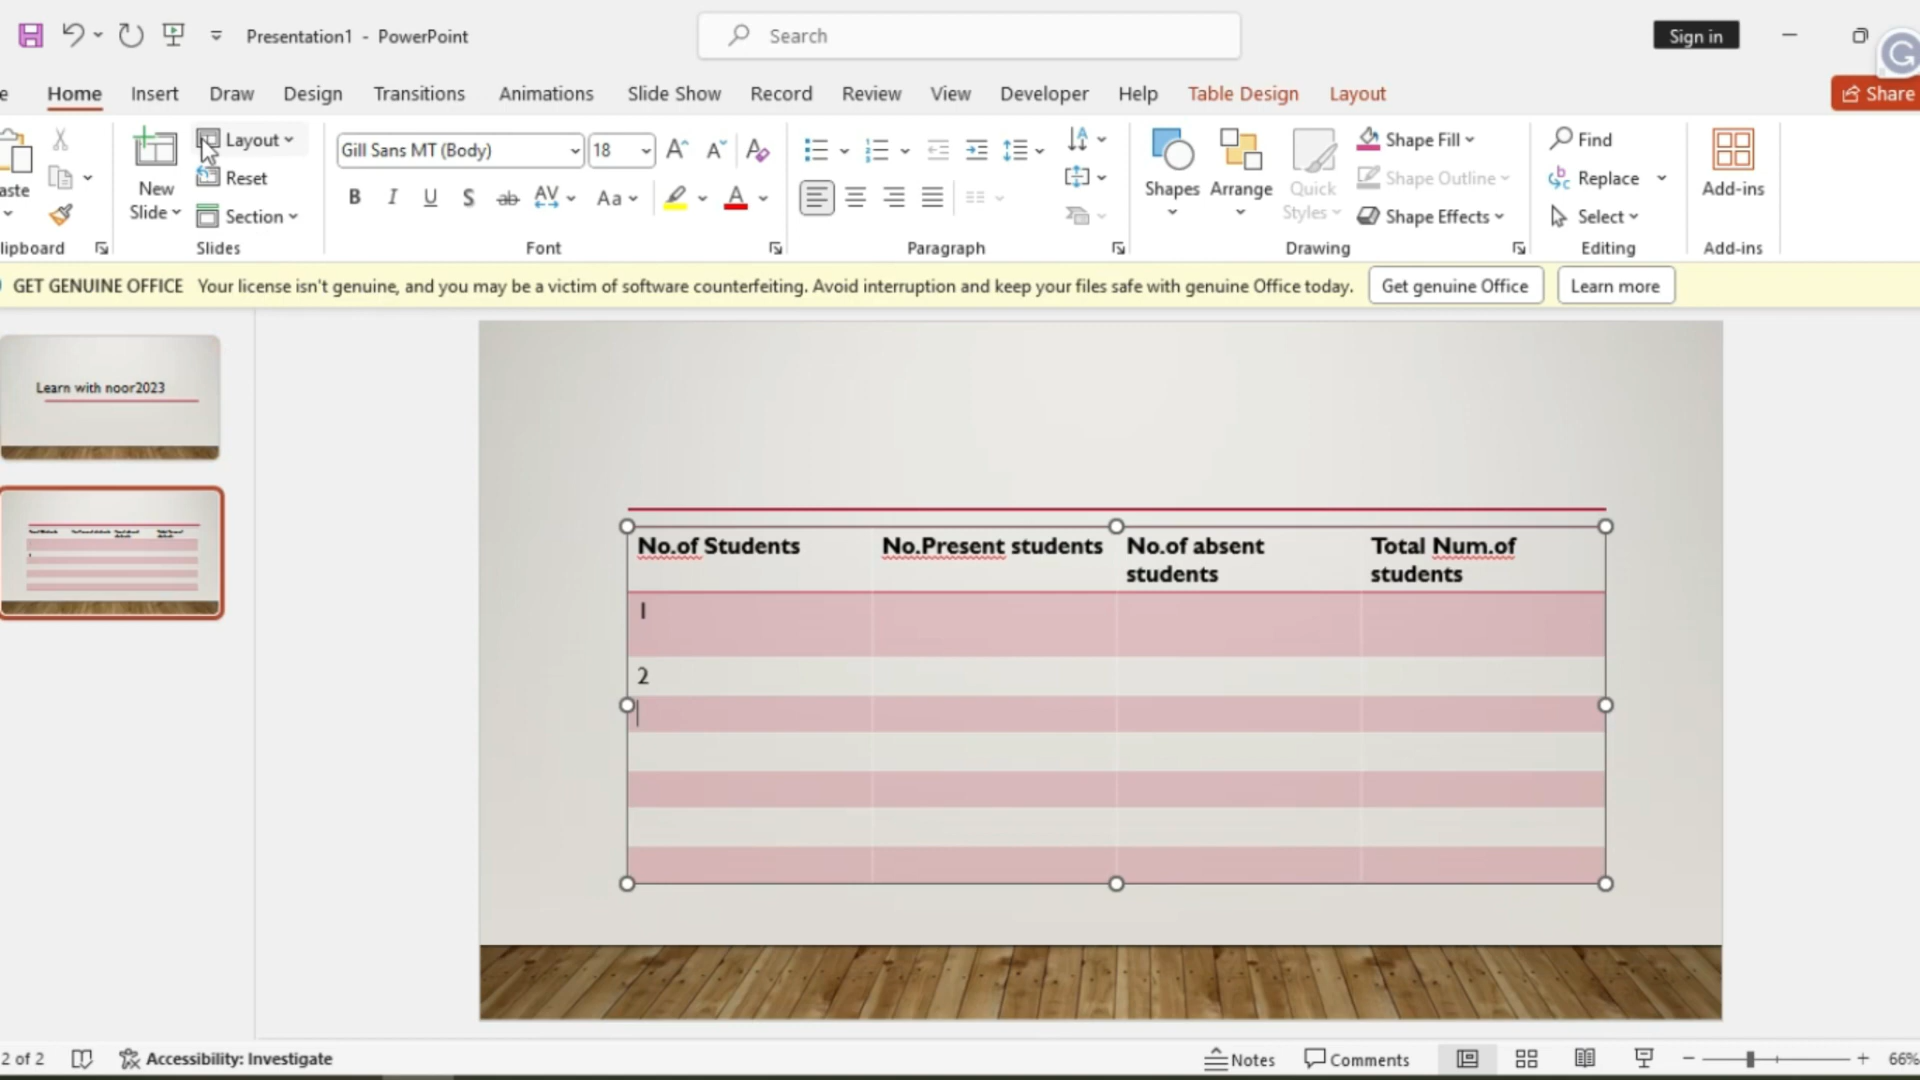 Presentation1 - PowerPoint
Search
Sign in
e Home Insert Draw Design Transitions Animations Slide Show Record Review View Developer Help Table Design Layout
Share
aste
lipboard
New
Slide
Layout
Reset
Section
Slides
Gill Sans MT (Body) 18
B I U S ab AV Aa A
Font
Paragraph
Shapes
Arrange
Quick
Styles
Shape Fill
Shape Outline
Shape Effects
Drawing
Find
Replace
Select
Editing
Add-ins
Add-ins
GET GENUINE OFFICE Your license isn't genuine, and you may be a victim of software counterfeiting. Avoid interruption and keep your files safe with genuine Office today. Get genuine Office Learn more
Learn with noor2023
No.of Students No.Present students No.of absent students Total Num.of students
1
2
2 of 2 Accessibility: Investigate Notes Comments 66%